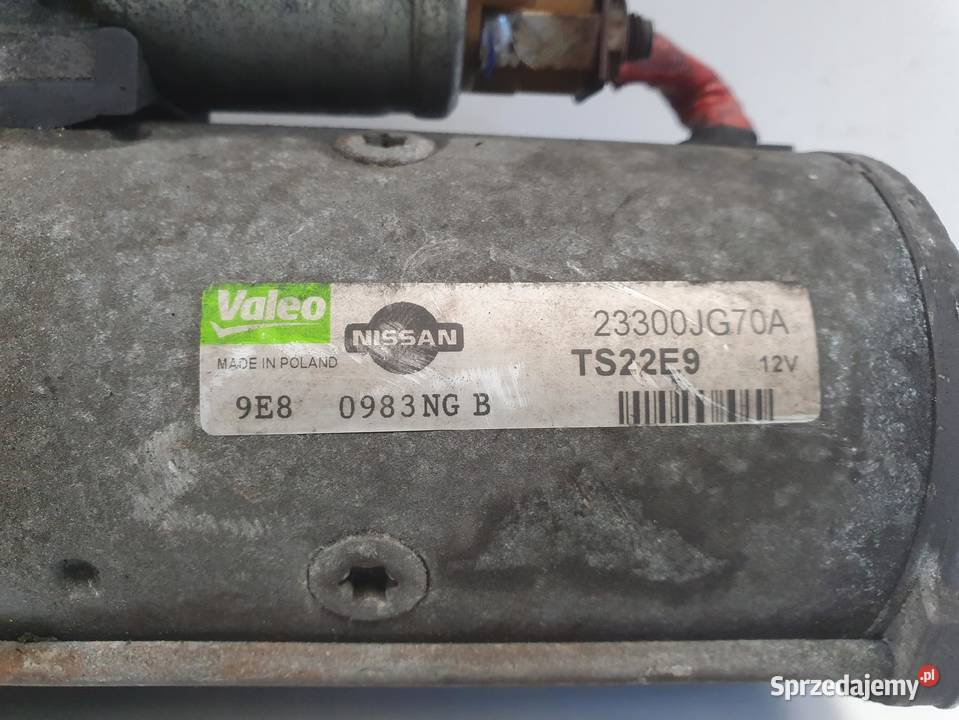 Valeo
NISSAN
23300JG70A
MADE IN POLAND
TS22E9 12V
9E8 0983NG B
Sprzedajemy.pl